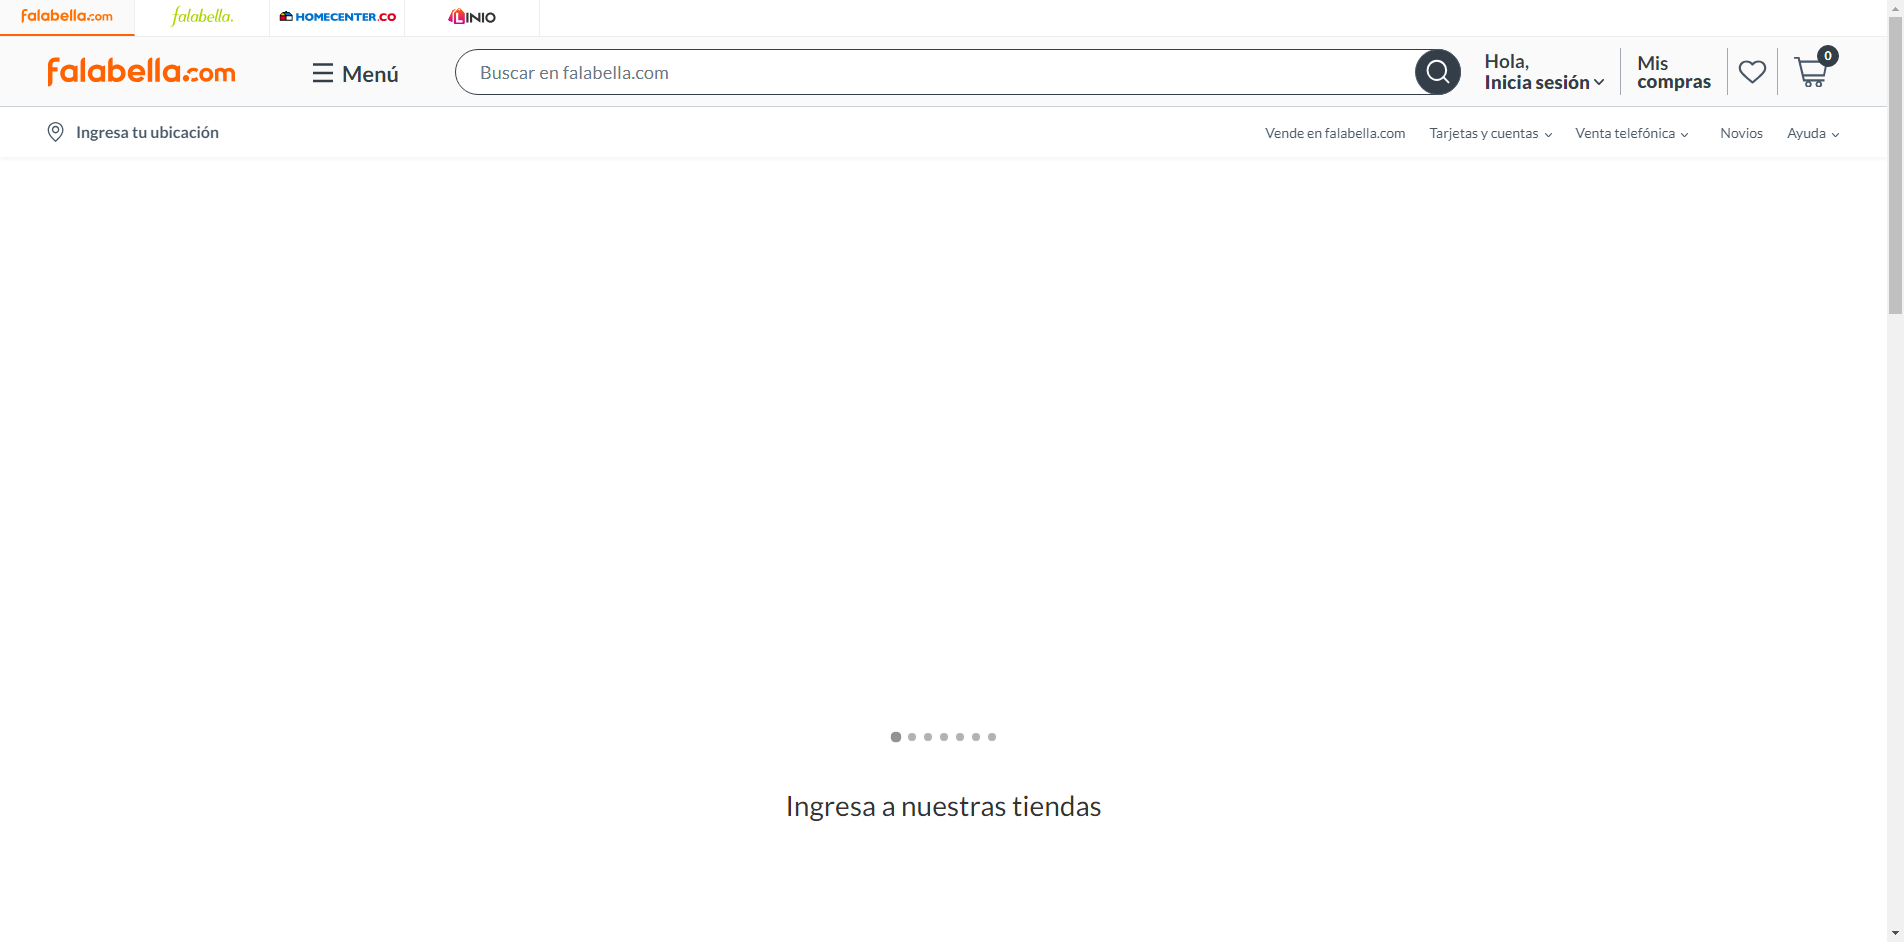 falabella.com
falabella.
HOMECENTER.CO
LINIO
falabella.com
Menú
Buscar en falabella.com
Hola,
Inicia sesión
Mis
compras
0
Ingresa tu ubicación
Vende en falabella.com
Tarjetas y cuentas
Venta telefónica
Novios
Ayuda
Ingresa a nuestras tiendas